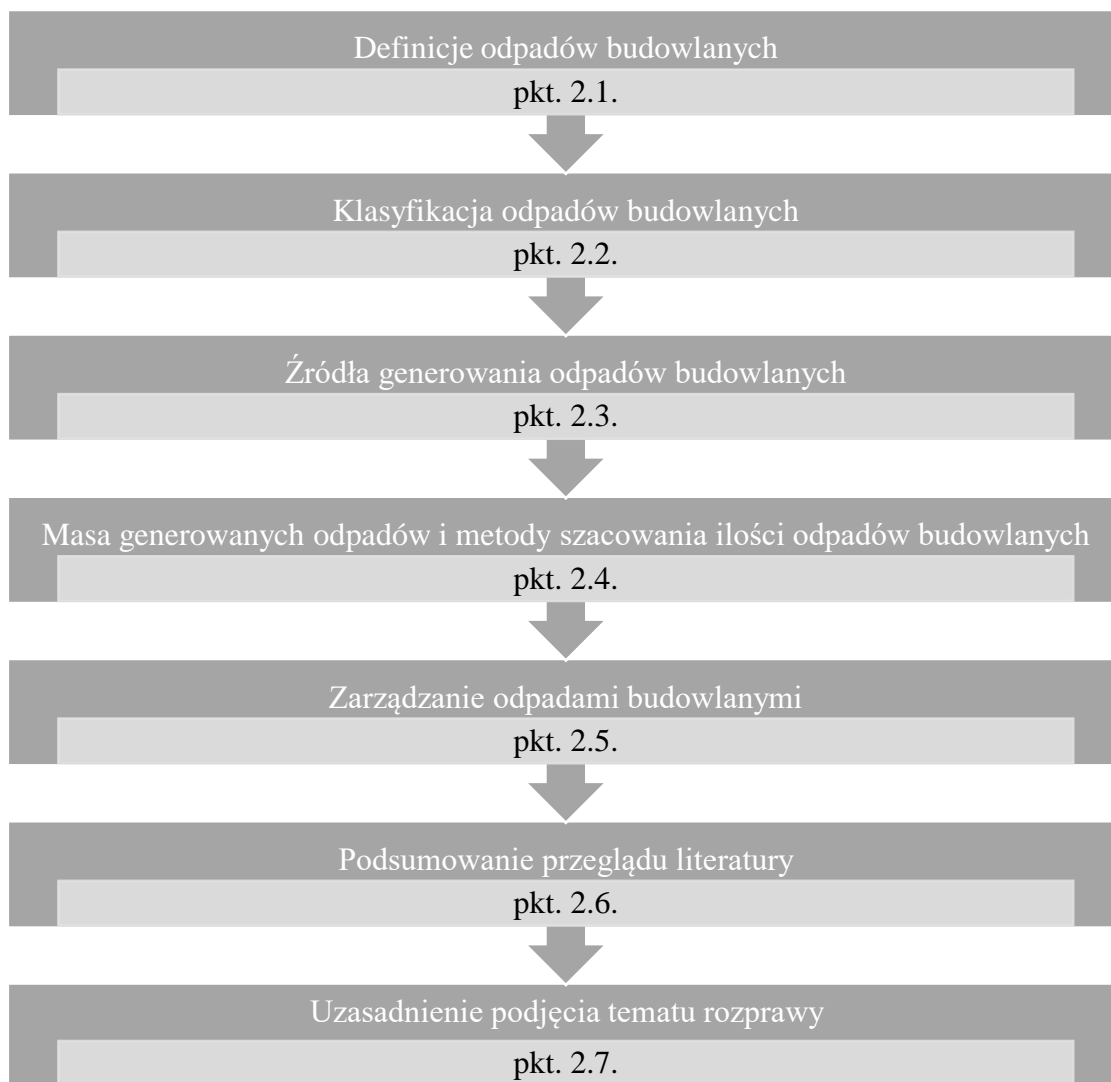 Definicje odpadów budowlanych
pkt. 2.1.
Klasyfikacja odpadów budowlanych
pkt. 2.2.
Źródła generowania odpadów budowlanych
pkt. 2.3.
Masa generowanych odpadów i metody szacowania ilości odpadów budowlanych
pkt. 2.4.
Zarządzanie odpadami budowlanymi
pkt. 2.5.
Podsumowanie przeglądu literatury
pkt. 2.6.
Uzasadnienie podjęcia tematu rozprawy
pkt. 2.7.